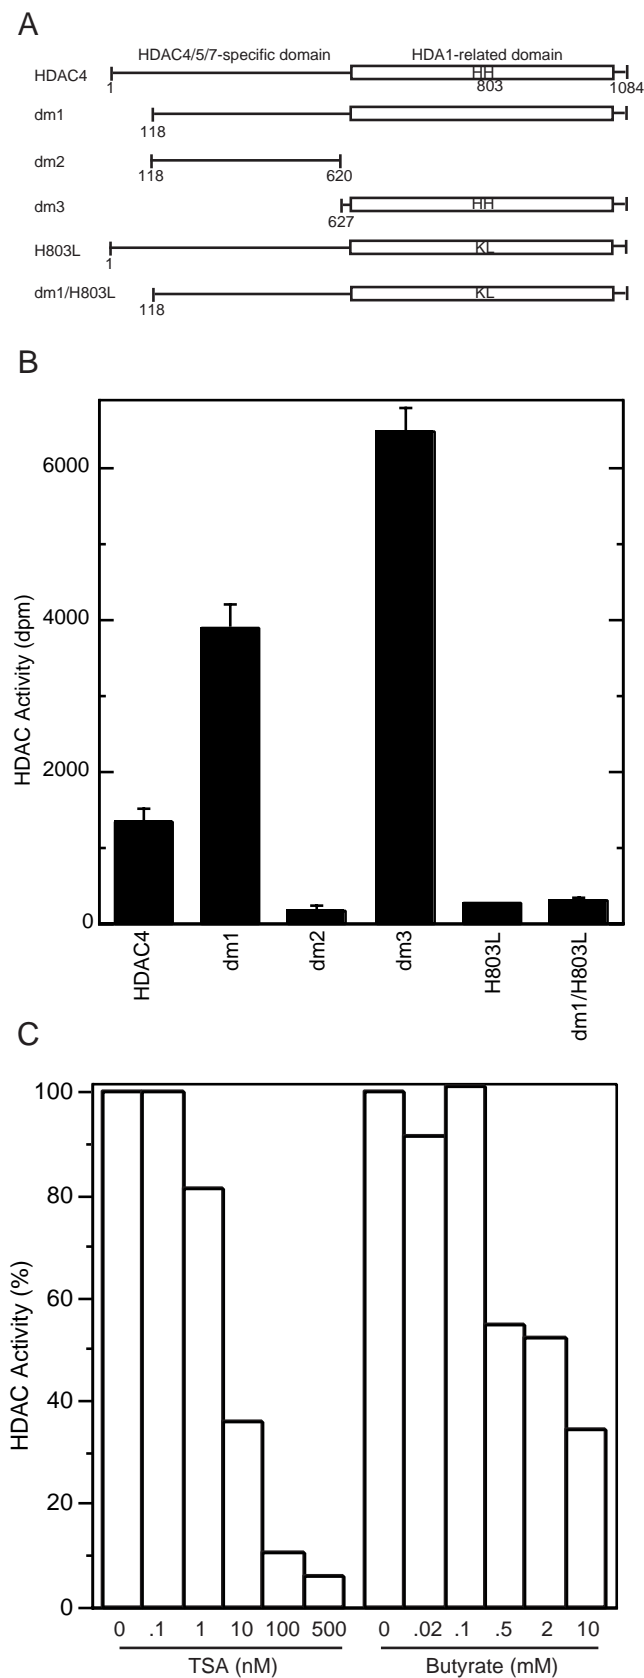 A
HDAC4/5/7-specific domain HDA1-related domain
HDAC4 HH
1 803 1084
dm1
118
dm2
118 620
dm3 HH
627
H803L KL
1
dm1/H803L KL
118
B
HDAC Activity (dpm)
6000
4000
2000
0
HDAC4 dm1 dm2 dm3 H803L dm1/H803L
C
HDAC Activity (%)
100
80
60
40
20
0
0 .1 1 10 100 500 0 .02 .1 .5 2 10
TSA (nM) Butyrate (mM)